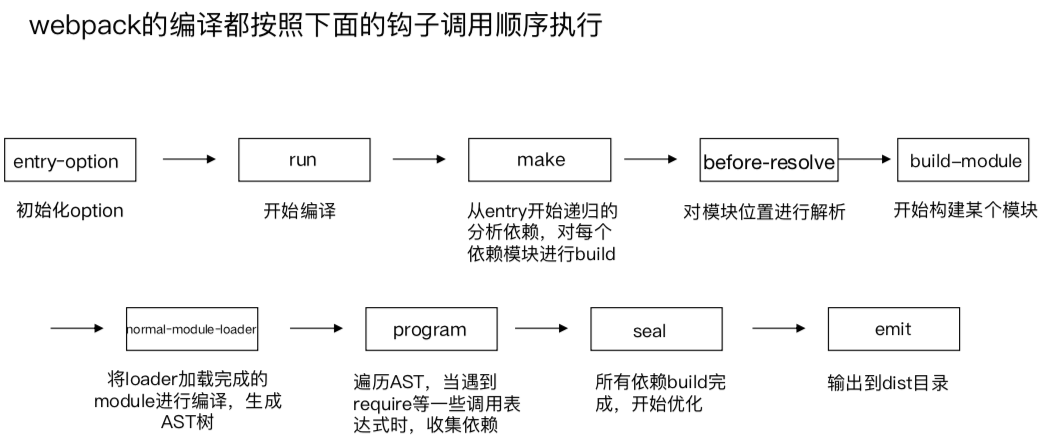 webpack的编译都按照下面的钩子调用顺序执行
entry-option
run
make
before-resolve
build-module
初始化option
开始编译
从entry开始递归的
分析依赖，对每个
依赖模块进行build
对模块位置进行解析
开始构建某个模块
normal-module-loader
program
seal
emit
将loader加载完成的
module进行编译，生成
AST树
遍历AST，当遇到
require等一些调用表
达式时，收集依赖
所有依赖build完
成，开始优化
输出到dist目录